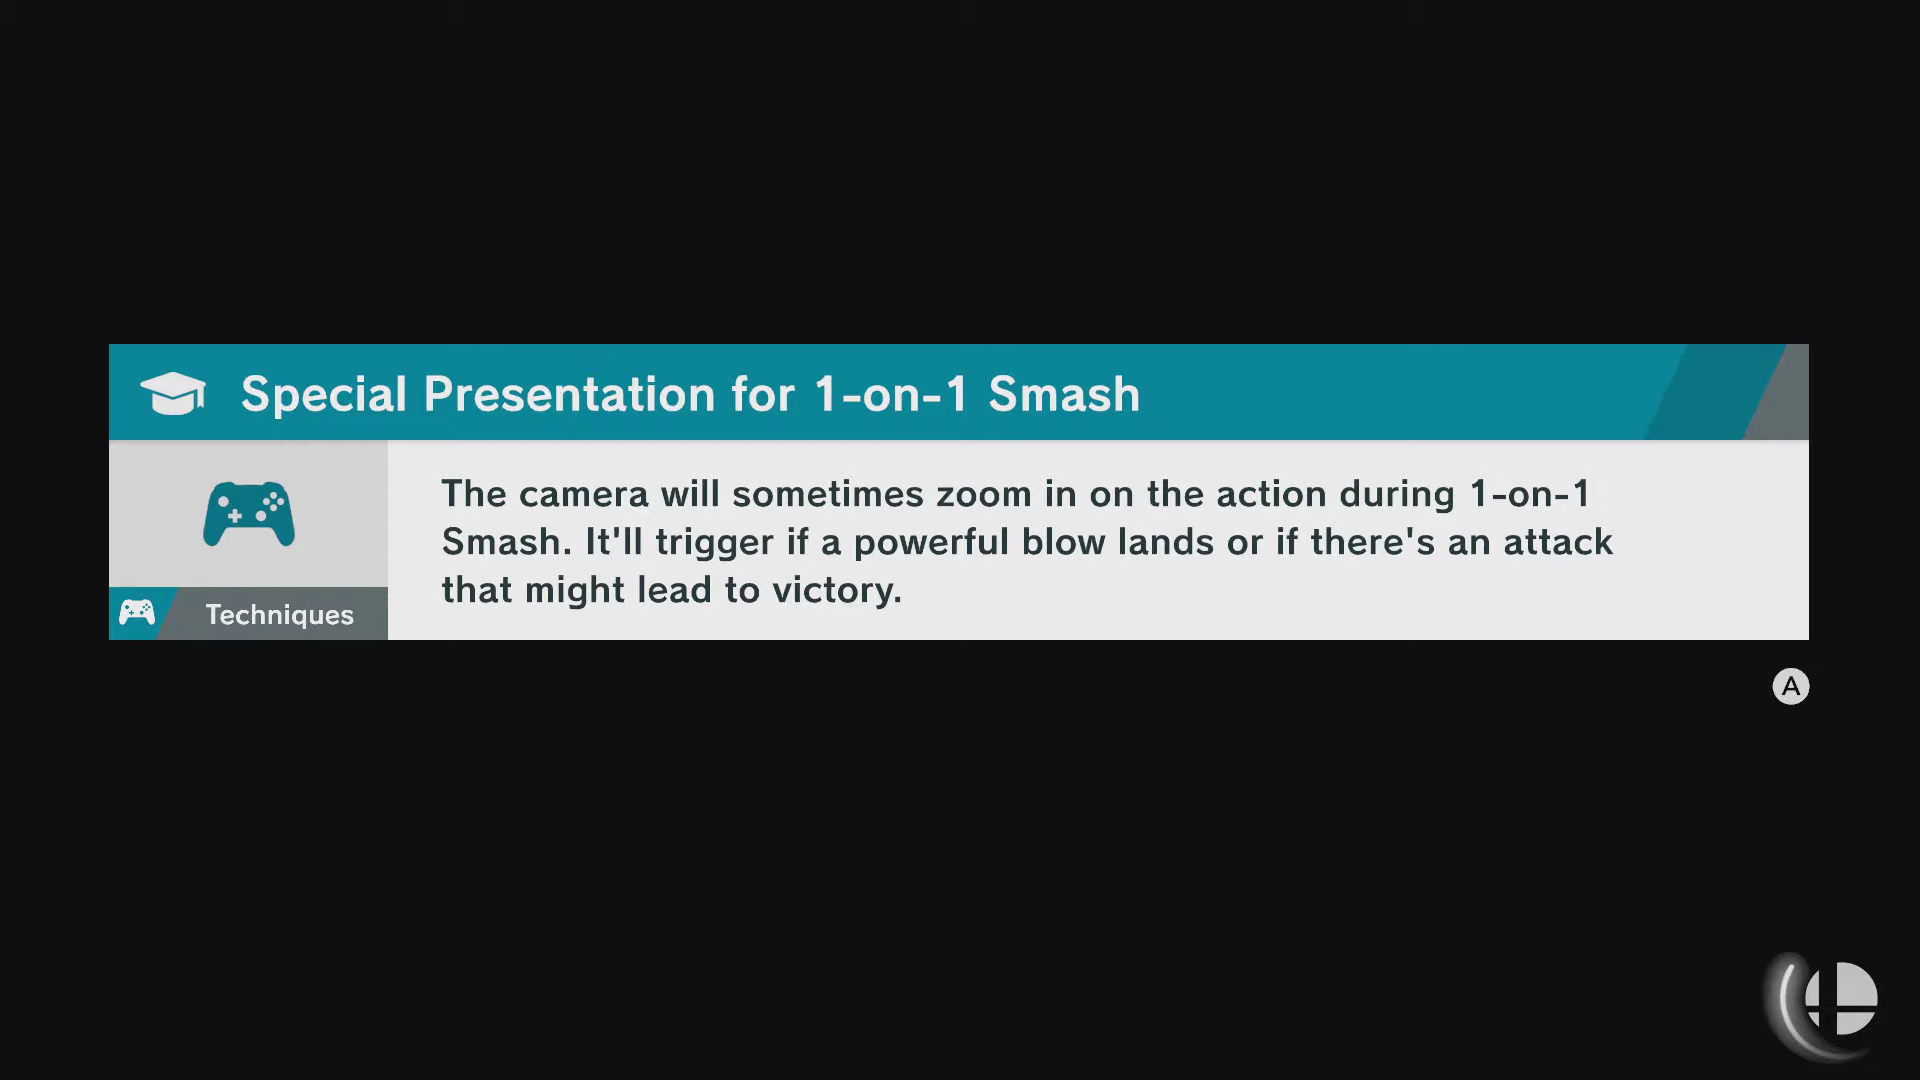 Special Presentation for 1-on-1 Smash
The camera will sometimes zoom in on the action during 1-on-1
Smash. It'll trigger if a powerful blow lands or if there's an attack
that might lead to victory.
Techniques
A